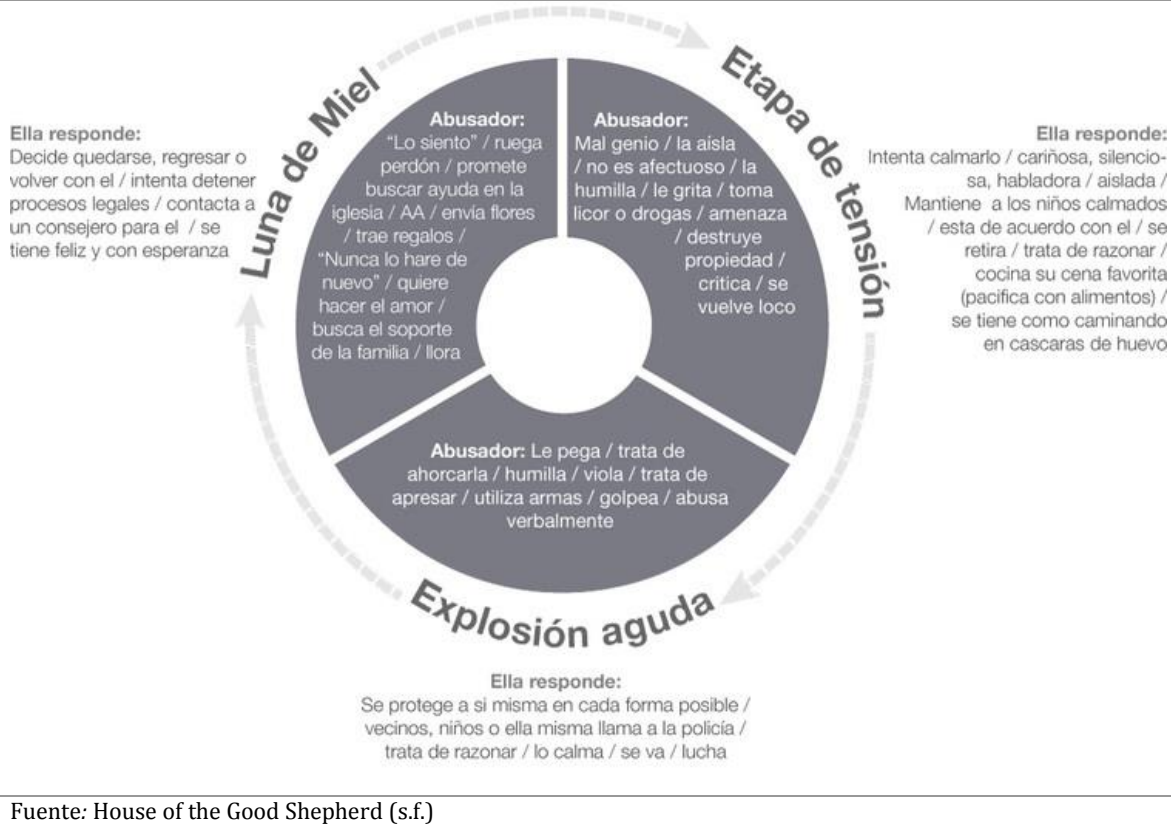 Luna de Miel
Etapa de tensión
Explosión aguda
Ella responde:
Decide quedarse, regresar o
volver con el / intenta detener
procesos legales / contacta a
un consejero para el / se
tiene feliz y con esperanza
Abusador:
“Lo siento” / ruega
perdón / promete
buscar ayuda en la
iglesia / AA / envía flores
/ trae regalos /
“Nunca lo hare de
nuevo” / quiere
hacer el amor /
busca el soporte
de la familia / llora
Abusador:
Mal genio / la aísla
/ no es afectuoso / la
humilla / le grita / toma
licor o drogas / amenaza
/ destruye
propiedad /
critica / se
vuelve loco
Ella responde:
Intenta calmarlo / cariñosa, silencio-
sa, habladora / aislada /
Mantiene a los niños calmados
/ esta de acuerdo con el / se
retira / trata de razonar /
cocina su cena favorita
(pacifica con alimentos) /
se tiene como caminando
en cascaras de huevo
Abusador: Le pega / trata de
ahorcarla / humilla / viola / trata de
apresar / utiliza armas / golpea / abusa
verbalmente
Ella responde:
Se protege a si misma en cada forma posible /
vecinos, niños o ella misma llama a la policía /
trata de razonar / lo calma / se va / lucha
Fuente: House of the Good Shepherd (s.f.)